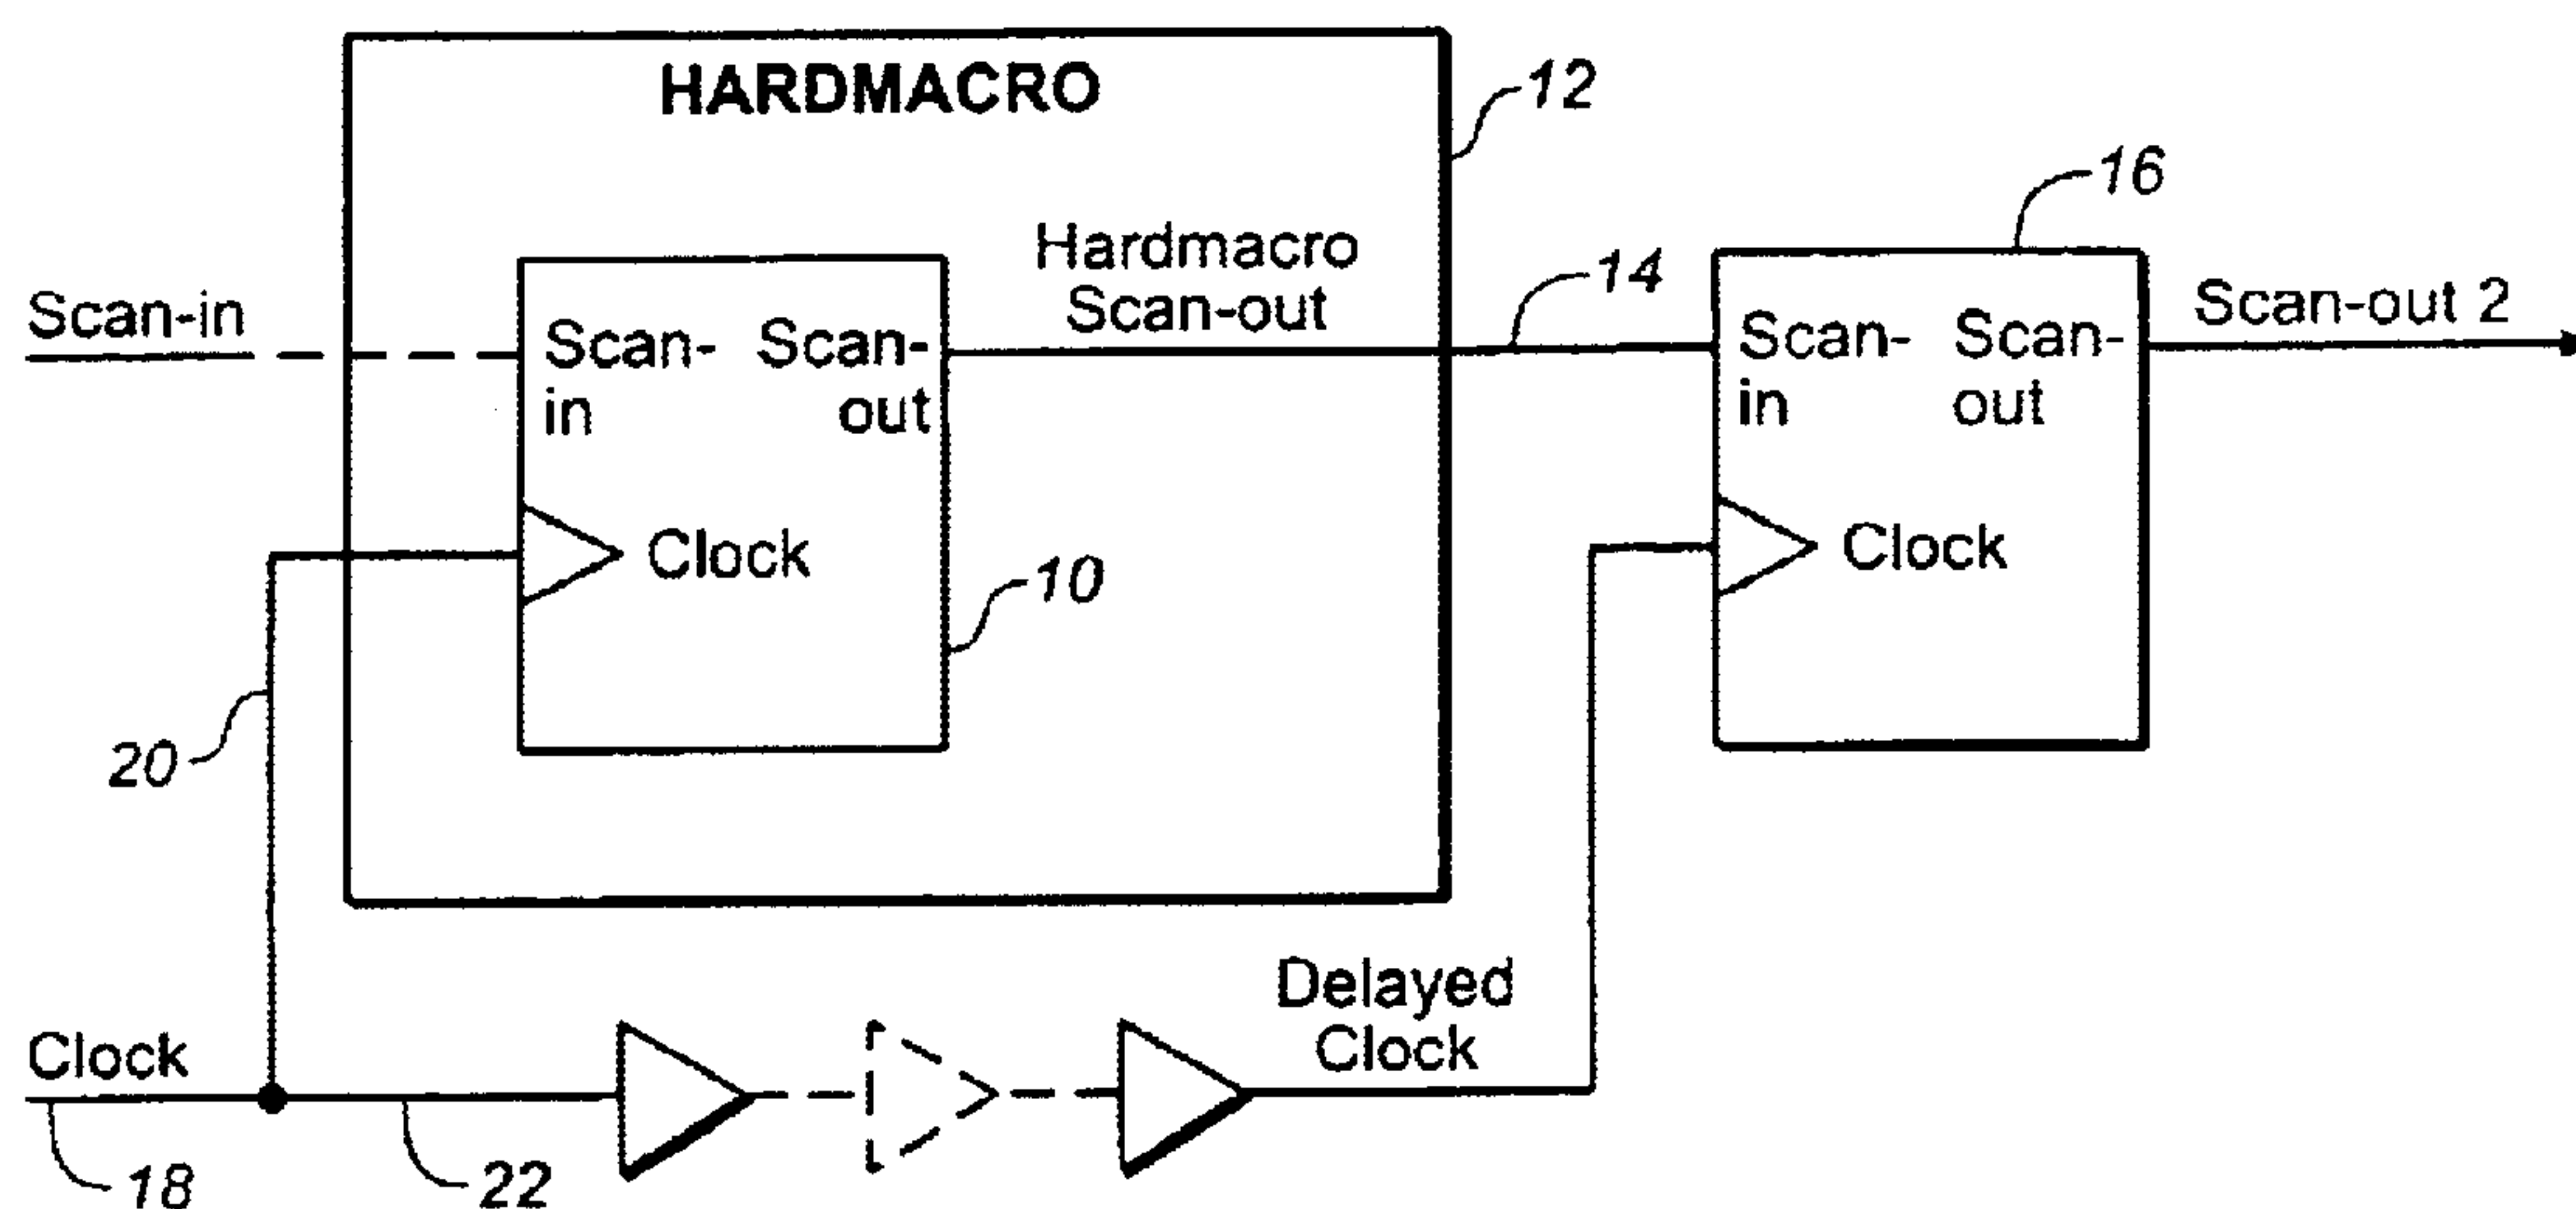 HARDMACRO
12
16
Hardmacro
Scan-out
14
Scan-in
Scan-out 2
Scan-
in
Scan-
out
Scan-
in
Scan-
out
Clock
Clock
10
20
Delayed
Clock
Clock
18
22